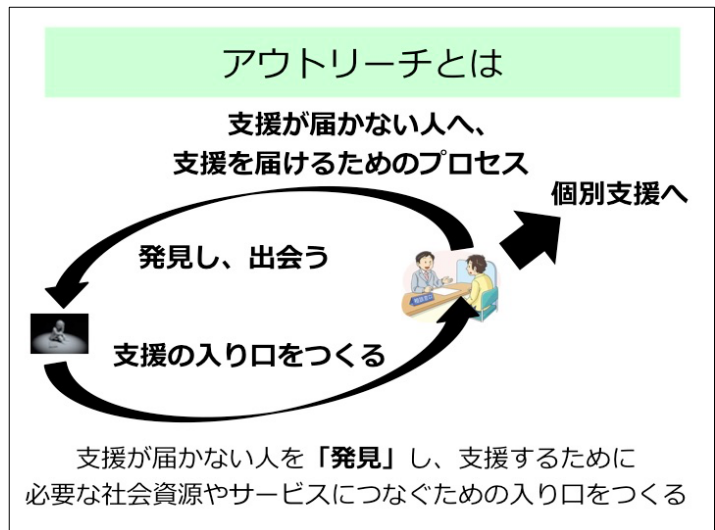 アウトリーチとは
支援が届かない人へ、
支援を届けるためのプロセス
個別支援へ
発見し、出会う
支援の入り口をつくる
支援が届かない人を「発見」し、支援するために
必要な社会資源やサービスにつなぐための入り口をつくる